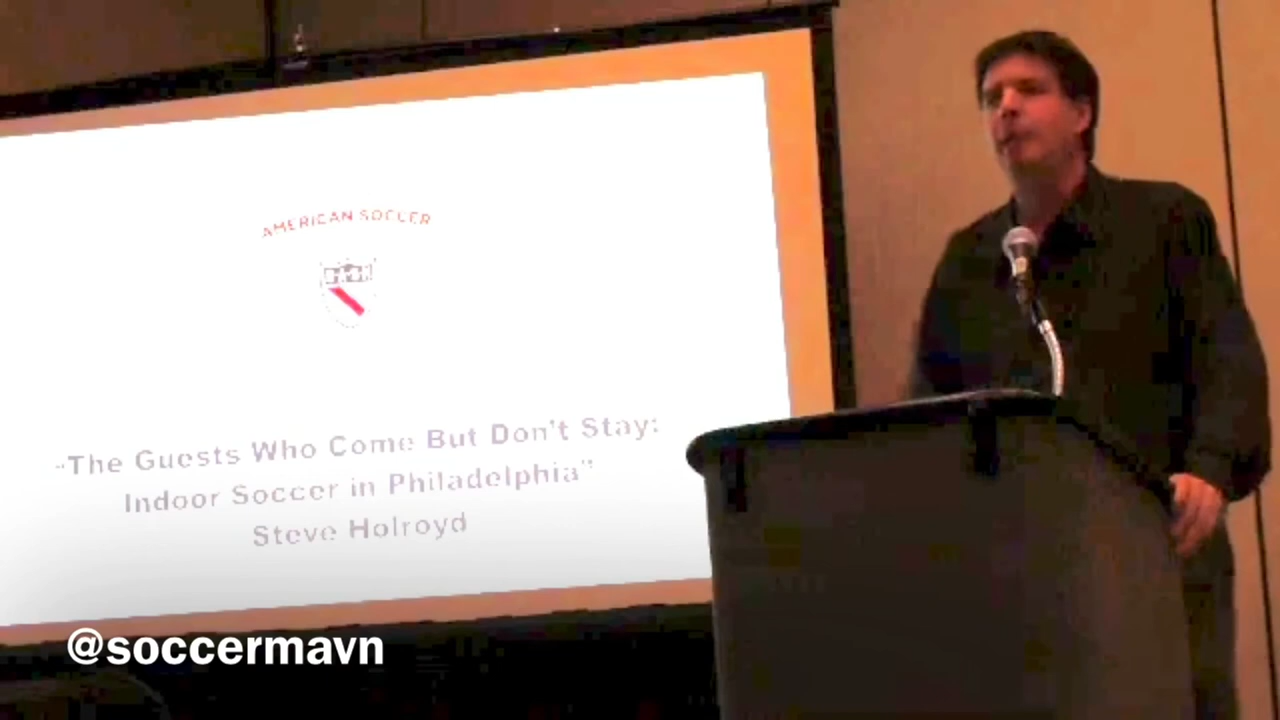 AMERICAN SOCCER
"The Guests Who Come But Don't Stay:
Indoor Soccer in Philadelphia"
Steve Holroyd
@soccermavn